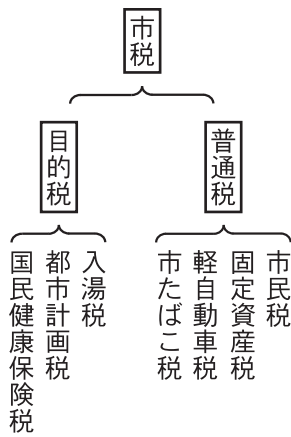 市税
普通税
市民税
固定資産税
軽自動車税
市たばこ税
目的税
入湯税
都市計画税
国民健康保険税